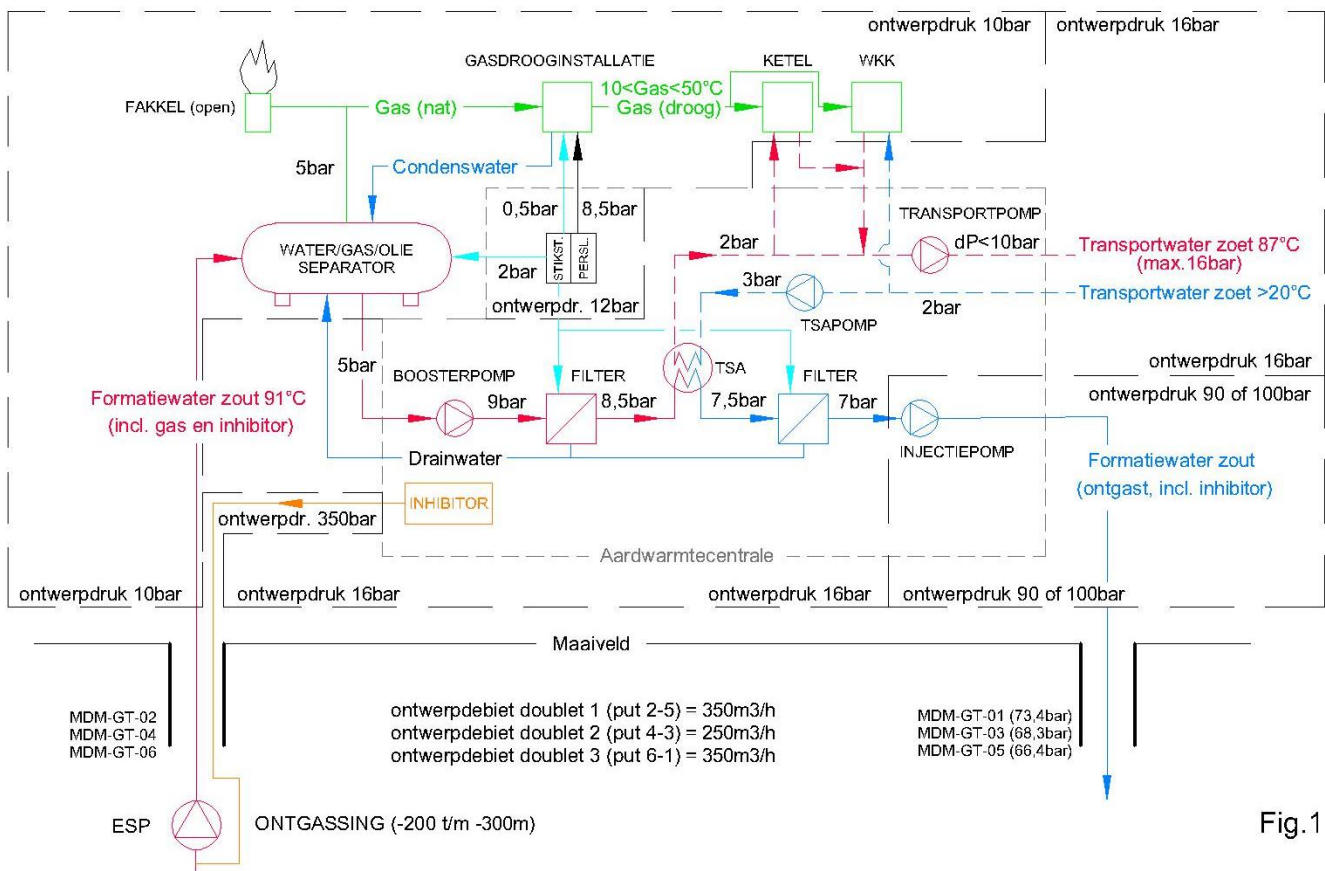 ontwerpdruk 10bar
ontwerpdruk 16bar
GASDROOGINSTALLATIE
KETEL
WKK
FAKKEL (open)
Gas (nat)
10<Gas<50°C
Gas (droog)
5bar
Condenswater
0,5bar
8,5bar
WATER/GAS/OLIE
SEPARATOR
STIKST.
PERSL.
2bar
ontwerpdr. 12bar
2bar
TRANSPORTPOMP
dP<10bar
Transportwater zoet 87°C
(max.16bar)
3bar
TSAPOMP
2bar
Transportwater zoet >20°C
5bar
BOOSTERPOMP
FILTER
TSA
FILTER
ontwerpdruk 16bar
ontwerpdruk 90 of 100bar
Formatiewater zout 91°C
(incl. gas en inhibitor)
9bar
8,5bar
7,5bar
7bar
INJECTIEPOMP
Drainwater
Formatiewater zout
(ontgast, incl. inhibitor)
INHIBITOR
ontwerpdr. 350bar
Aardwarmtecentrale
ontwerpdruk 10bar
ontwerpdruk 16bar
ontwerpdruk 16bar
ontwerpdruk 90 of 100bar
Maaiveld
MDM-GT-02
MDM-GT-04
MDM-GT-06
ontwerpdebiet doublet 1 (put 2-5) = 350m3/h
ontwerpdebiet doublet 2 (put 4-3) = 250m3/h
ontwerpdebiet doublet 3 (put 6-1) = 350m3/h
MDM-GT-01 (73,4bar)
MDM-GT-03 (68,3bar)
MDM-GT-05 (66,4bar)
ESP
ONTGASSING (-200 t/m -300m)
Fig.1